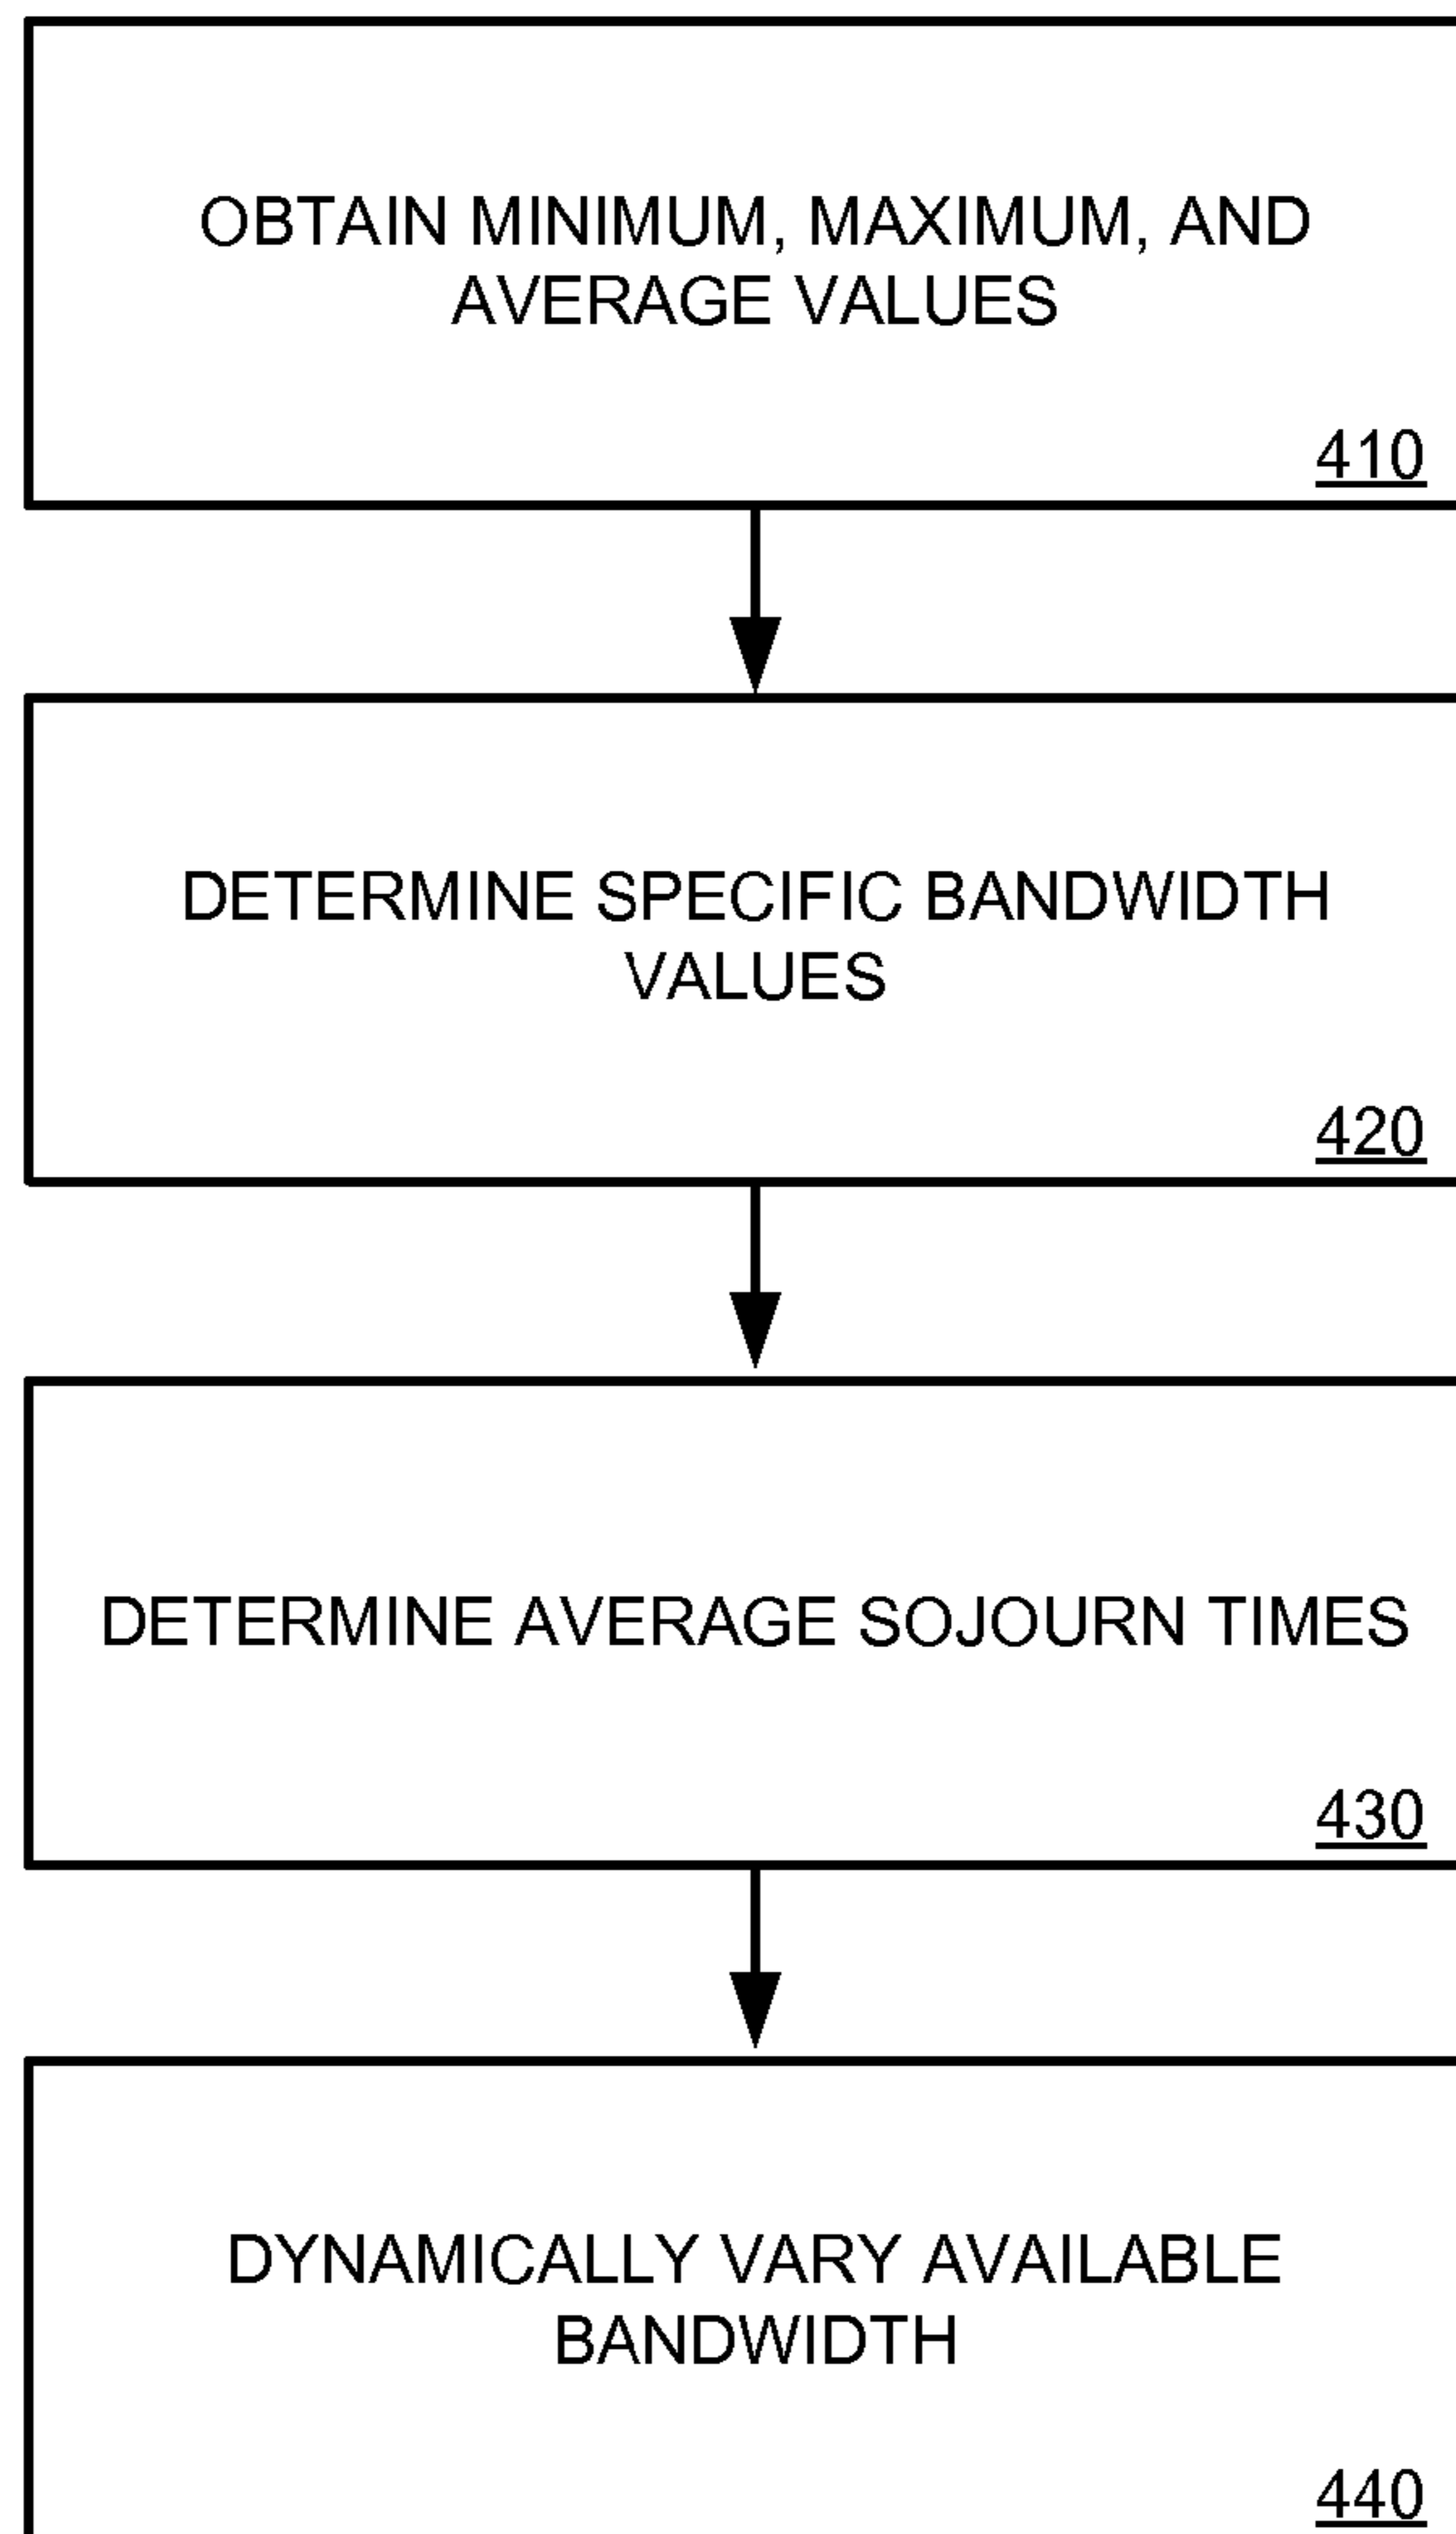 OBTAIN MINIMUM, MAXIMUM, AND
AVERAGE VALUES
410
DETERMINE SPECIFIC BANDWIDTH
VALUES
420
DETERMINE AVERAGE SOJOURN TIMES
430
DYNAMICALLY VARY AVAILABLE
BANDWIDTH
440